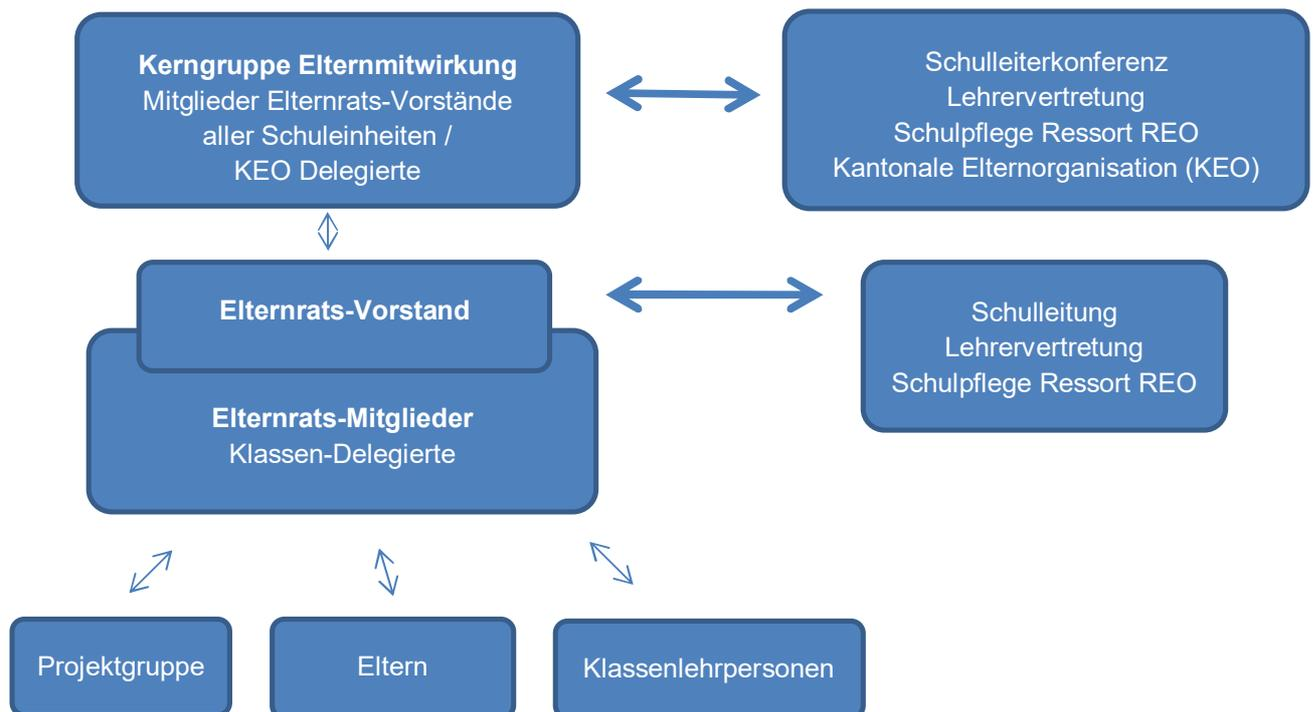 Kerngruppe Elternmitwirkung
Mitglieder Elternrats-Vorstände
aller Schuleinheiten /
KEO Delegierte
Schulleiterkonferenz
Lehrervertretung
Schulpflege Ressort REO
Kantonale Elternorganisation (KEO)
Elternrats-Vorstand
Schulleitung
Lehrervertretung
Schulpflege Ressort REO
Elternrats-Mitglieder
Klassen-Delegierte
Projektgruppe
Eltern
Klassenlehrpersonen